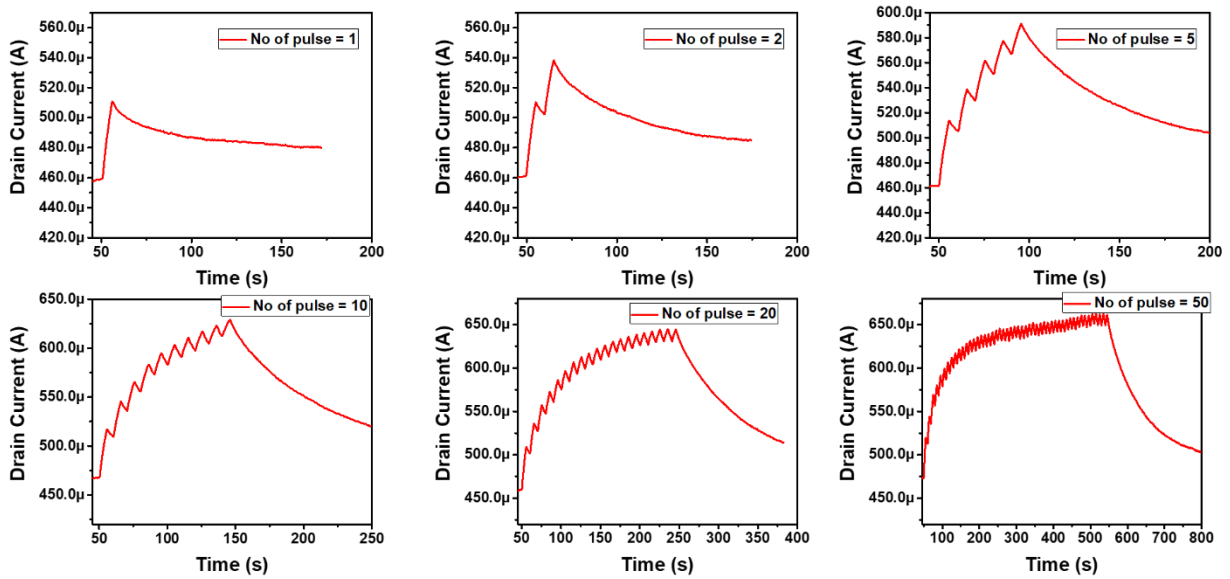 560.0µ
540.0µ
520.0µ
500.0µ
480.0µ
460.0µ
440.0µ
420.0µ
Drain Current (A)
No of pulse = 1
50 100 150 200
Time (s)
560.0µ
540.0µ
520.0µ
500.0µ
480.0µ
460.0µ
440.0µ
420.0µ
Drain Current (A)
No of pulse = 2
50 100 150 200
Time (s)
600.0µ
580.0µ
560.0µ
540.0µ
520.0µ
500.0µ
480.0µ
460.0µ
440.0µ
420.0µ
Drain Current (A)
No of pulse = 5
50 100 150 200
Time (s)
650.0µ
600.0µ
550.0µ
500.0µ
450.0µ
Drain Current (A)
No of pulse = 10
50 100 150 200 250
Time (s)
650.0µ
600.0µ
550.0µ
500.0µ
450.0µ
Drain Current (A)
No of pulse = 20
50 100 150 200 250 300 350 400
Time (s)
650.0µ
600.0µ
550.0µ
500.0µ
450.0µ
Drain Current (A)
No of pulse = 50
100 200 300 400 500 600 700 800
Time (s)